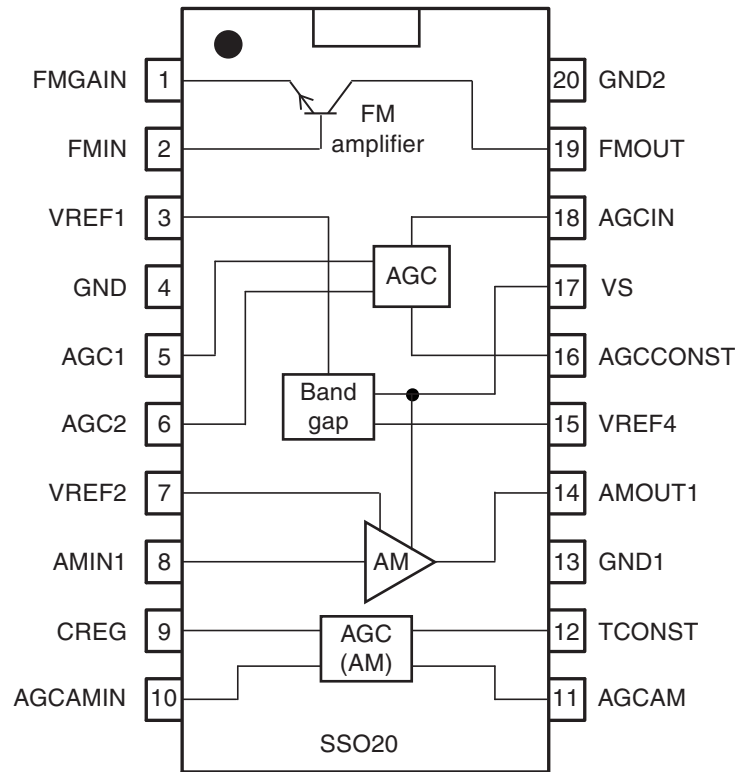 FMGAIN 1 20 GND2
FM
amplifier
FMIN 2 19 FMOUT
VREF1 3 18 AGCIN
AGC
GND 4 17 VS
AGC1 5 16 AGCCONST
Band
gap
AGC2 6 15 VREF4
VREF2 7 14 AMOUT1
AMIN1 8 AM 13 GND1
CREG 9 AGC 12 TCONST
(AM)
AGCAMIN 10 11 AGCAM
SSO20